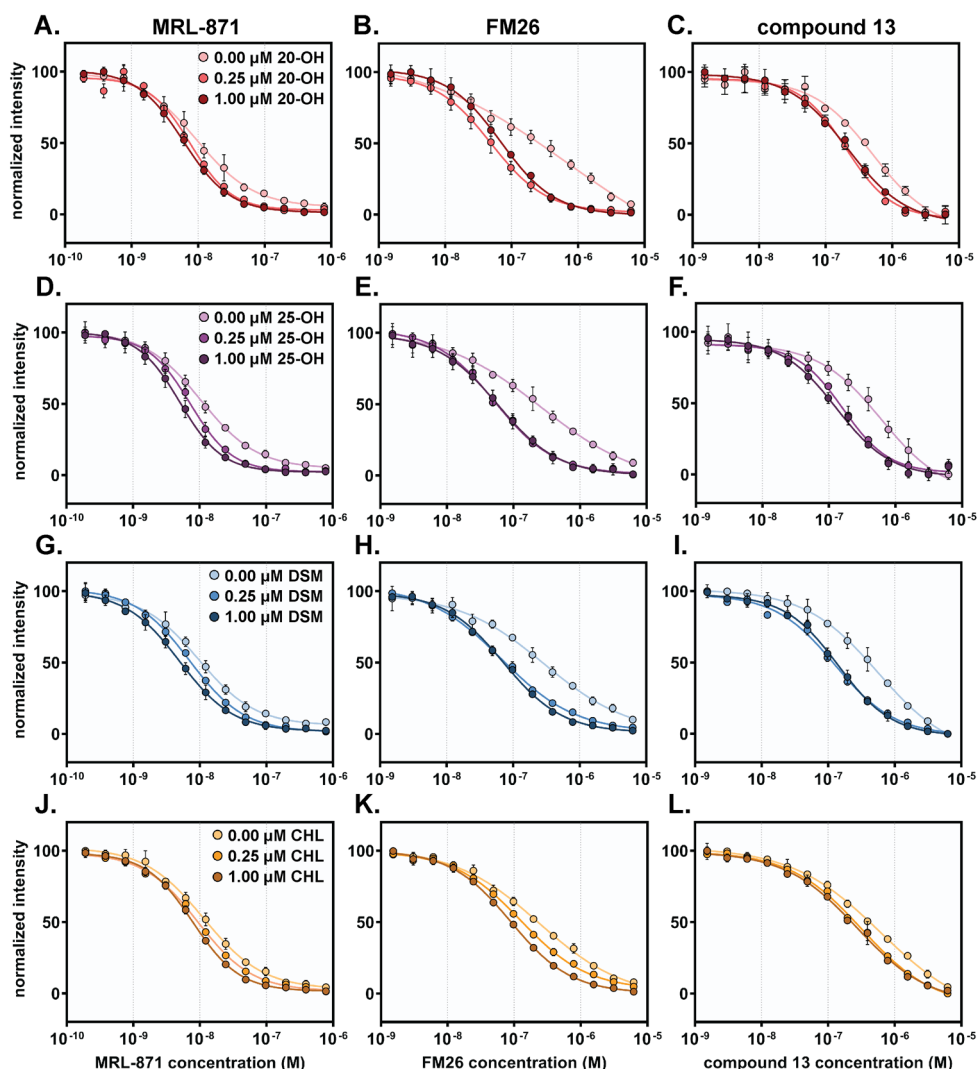 MRL-871 FM26 compound 13
A. B. C.
normalized intensity
100
50
0
0.00 µM 20-OH
0.25 µM 20-OH
1.00 µM 20-OH
10⁻¹⁰ 10⁻⁹ 10⁻⁸ 10⁻⁷ 10⁻⁶ 10⁻⁹ 10⁻⁸ 10⁻⁷ 10⁻⁶ 10⁻⁵ 10⁻⁹ 10⁻⁸ 10⁻⁷ 10⁻⁶ 10⁻⁵
D. E. F.
normalized intensity
100
50
0
0.00 µM 25-OH
0.25 µM 25-OH
1.00 µM 25-OH
10⁻¹⁰ 10⁻⁹ 10⁻⁸ 10⁻⁷ 10⁻⁶ 10⁻⁹ 10⁻⁸ 10⁻⁷ 10⁻⁶ 10⁻⁵ 10⁻⁹ 10⁻⁸ 10⁻⁷ 10⁻⁶ 10⁻⁵
G. H. I.
normalized intensity
100
50
0
0.00 µM DSM
0.25 µM DSM
1.00 µM DSM
10⁻¹⁰ 10⁻⁹ 10⁻⁸ 10⁻⁷ 10⁻⁶ 10⁻⁹ 10⁻⁸ 10⁻⁷ 10⁻⁶ 10⁻⁵ 10⁻⁹ 10⁻⁸ 10⁻⁷ 10⁻⁶ 10⁻⁵
J. K. L.
normalized intensity
100
50
0
0.00 µM CHL
0.25 µM CHL
1.00 µM CHL
10⁻¹⁰ 10⁻⁹ 10⁻⁸ 10⁻⁷ 10⁻⁶ 10⁻⁹ 10⁻⁸ 10⁻⁷ 10⁻⁶ 10⁻⁵ 10⁻⁹ 10⁻⁸ 10⁻⁷ 10⁻⁶ 10⁻⁵
MRL-871 concentration (M) FM26 concentration (M) compound 13 concentration (M)